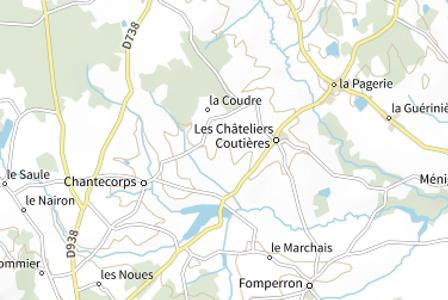 D738
la Pagerie
la Coudre
la Guérini
Les Châteliers
Coutières
le Saule
Chantecorps
Méni
le Nairon
D938
le Marchais
ommier
les Noues
Fomperron